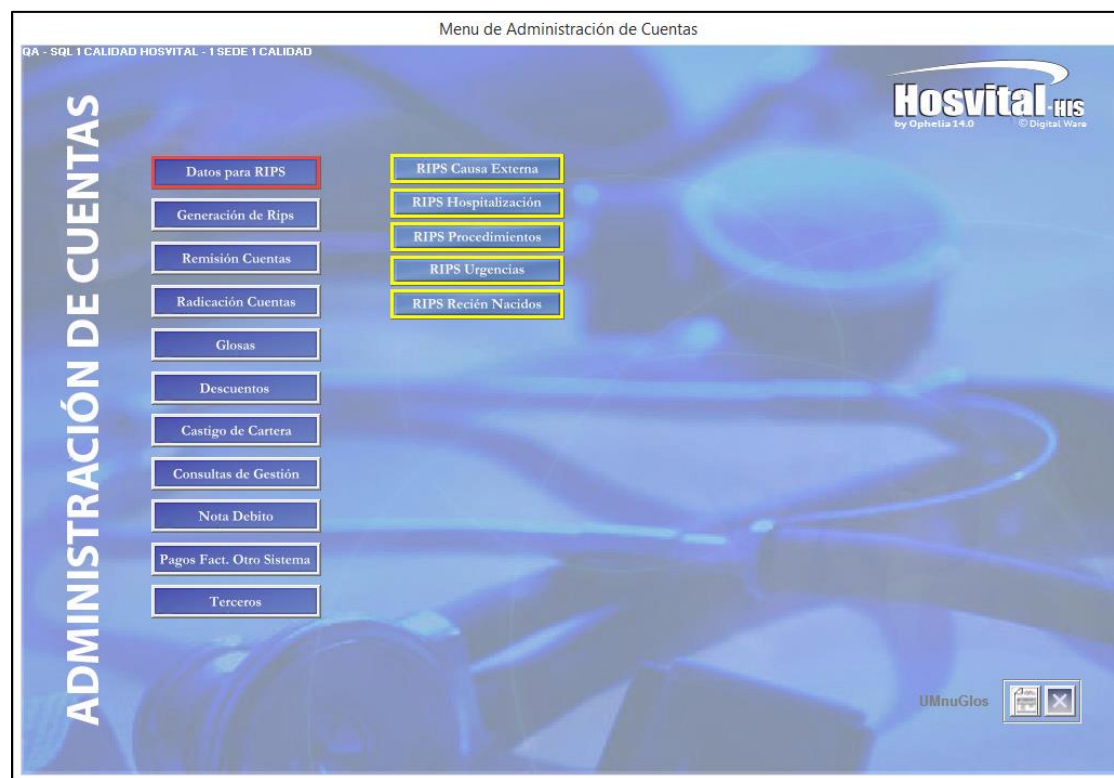 Menu de Administración de Cuentas
QA - SQL 1 CALIDAD HOSVITAL - 1 SEDE 1 CALIDAD
Hosvital-HIS
by Ophelia 14.0 © Digital Ware
ADMINISTRACIÓN DE CUENTAS
Datos para RIPS
Generación de Rips
Remisión Cuentas
Radicación Cuentas
Glosas
Descuentos
Castigo de Cartera
Consultas de Gestión
Nota Debito
Pagos Fact. Otro Sistema
Terceros
RIPS Causa Externa
RIPS Hospitalización
RIPS Procedimientos
RIPS Urgencias
RIPS Recién Nacidos
UMnuGlos